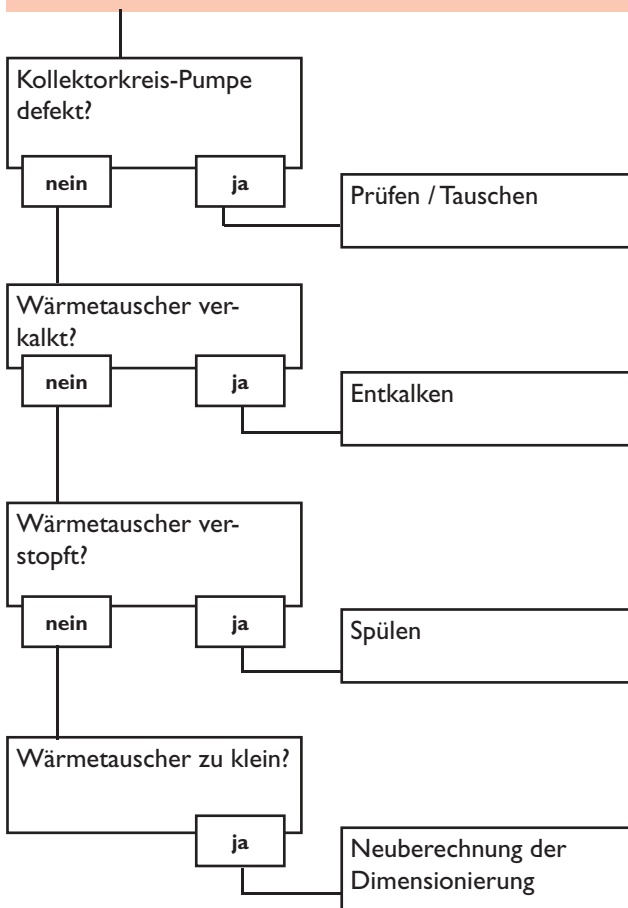 Kollektorkreis-Pumpe
defekt?
nein
ja
Prüfen / Tauschen
Wärmetauscher ver-
kalkt?
nein
ja
Entkalken
Wärmetauscher ver-
stopft?
nein
ja
Spülen
Wärmetauscher zu klein?
ja
Neuberechnung der
Dimensionierung